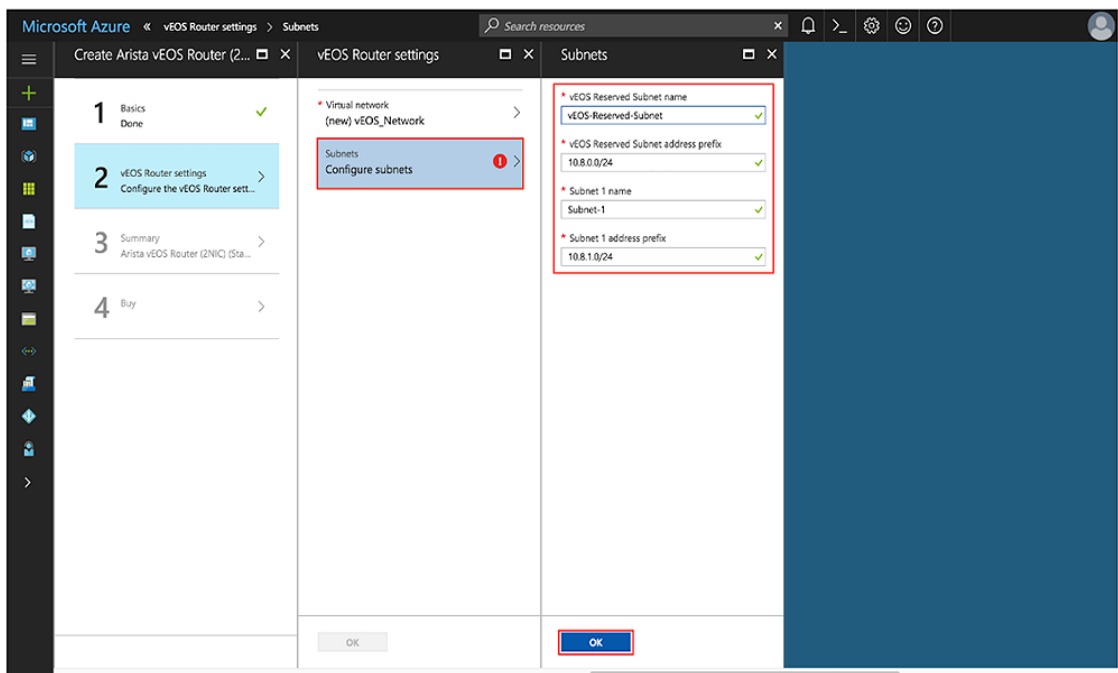 Microsoft Azure « vEOS Router settings > Subnets
Search resources
Create Arista vEOS Router (2...
1
Basics
Done
2
vEOS Router settings
Configure the vEOS Router sett...
3
Summary
Arista vEOS Router (2NIC) (Sta...
4
Buy
vEOS Router settings
* Virtual network
(new) vEOS_Network
Subnets
Configure subnets
OK
Subnets
* vEOS Reserved Subnet name
vEOS-Reserved-Subnet
* vEOS Reserved Subnet address prefix
10.8.0.0/24
* Subnet 1 name
Subnet-1
* Subnet 1 address prefix
10.8.1.0/24
OK